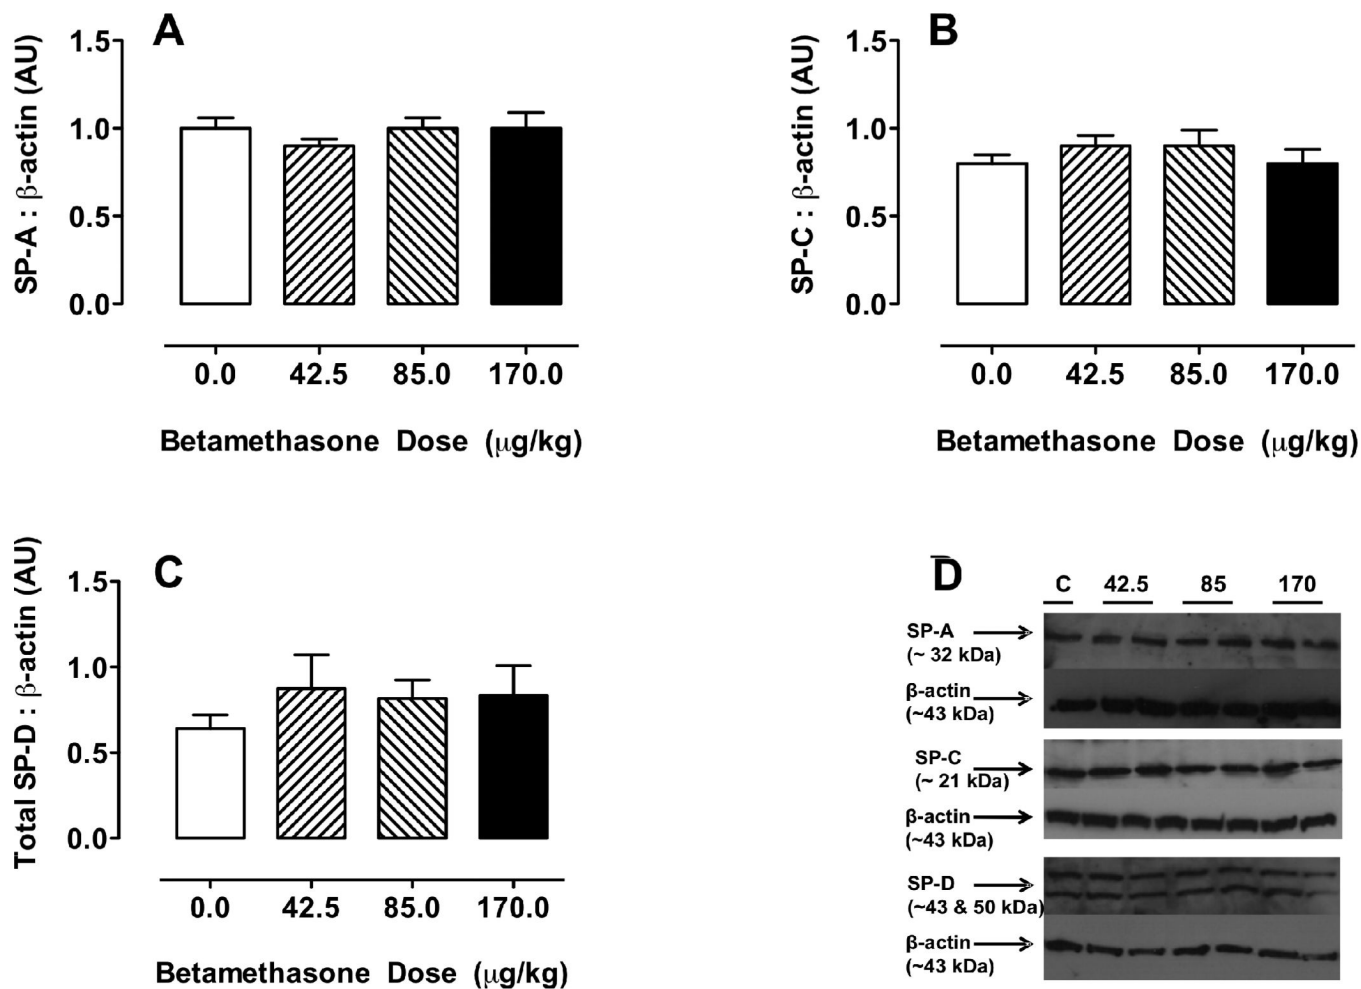 A
SP-A : β-actin (AU)
1.5
1.0
0.5
0.0
0.0 42.5 85.0 170.0
Betamethasone Dose (μg/kg)
B
SP-C : β-actin (AU)
1.5
1.0
0.5
0.0
0.0 42.5 85.0 170.0
Betamethasone Dose (μg/kg)
C
Total SP-D : β-actin (AU)
1.5
1.0
0.5
0.0
0.0 42.5 85.0 170.0
Betamethasone Dose (μg/kg)
D
C 42.5 85 170
SP-A
(~ 32 kDa)
β-actin
(~43 kDa)
SP-C
(~ 21 kDa)
β-actin
(~43 kDa)
SP-D
(~43 & 50 kDa)
β-actin
(~43 kDa)